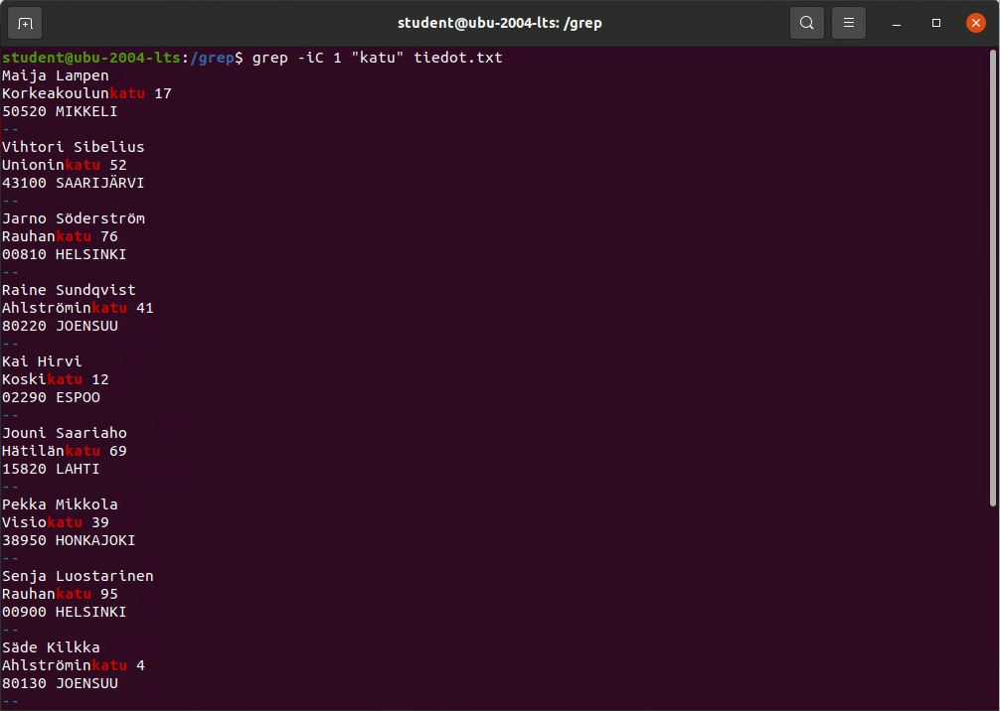 student@ubu-2004-lts: /grep
student@ubu-2004-lts:/grep$ grep -iC 1 "katu" tiedot.txt
Maija Lampen
Korkeakoulunkatu 17
50520 MIKKELI
--
Vihtori Sibelius
Unioninkatu 52
43100 SAARIJÄRVI
--
Jarno Söderström
Rauhankatu 76
00810 HELSINKI
--
Raine Sundqvist
Ahlströminkatu 41
80220 JOENSUU
--
Kai Hirvi
Koskikatu 12
02290 ESPOO
--
Jouni Saariaho
Hätilänkatu 69
15820 LAHTI
--
Pekka Mikkola
Visiokatu 39
38950 HONKAJOKI
--
Senja Luostarinen
Rauhankatu 95
00900 HELSINKI
--
Säde Kilkka
Ahlströminkatu 4
80130 JOENSUU
--